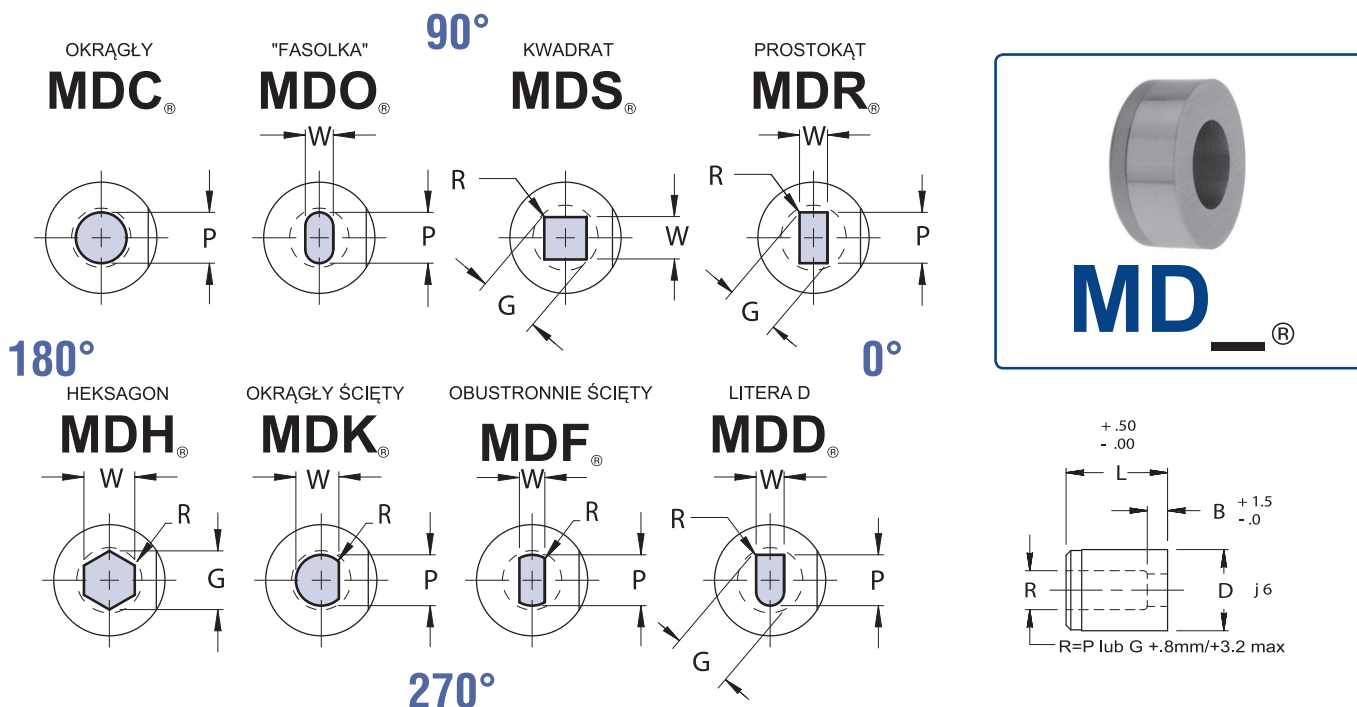 90°
OKRĄGŁY
"FASOLKA"
KWADRAT
PROSTOKĄT
MDC®
MDO®
MDS®
MDR®
W
W
R
R
P
P
W
P
G
G
MD_®
180°
0°
HEKSAGON
OKRĄGŁY ŚCIĘTY
OBUSTRONNIE ŚCIĘTY
LITERA D
MDH®
MDK®
MDF®
MDD®
W
W
W
W
R
R
R
R
G
P
P
P
G
270°
+ .50
- .00
L
B
+ 1.5
- .0
R
D
j 6
R=P lub G +.8mm/+3.2 max